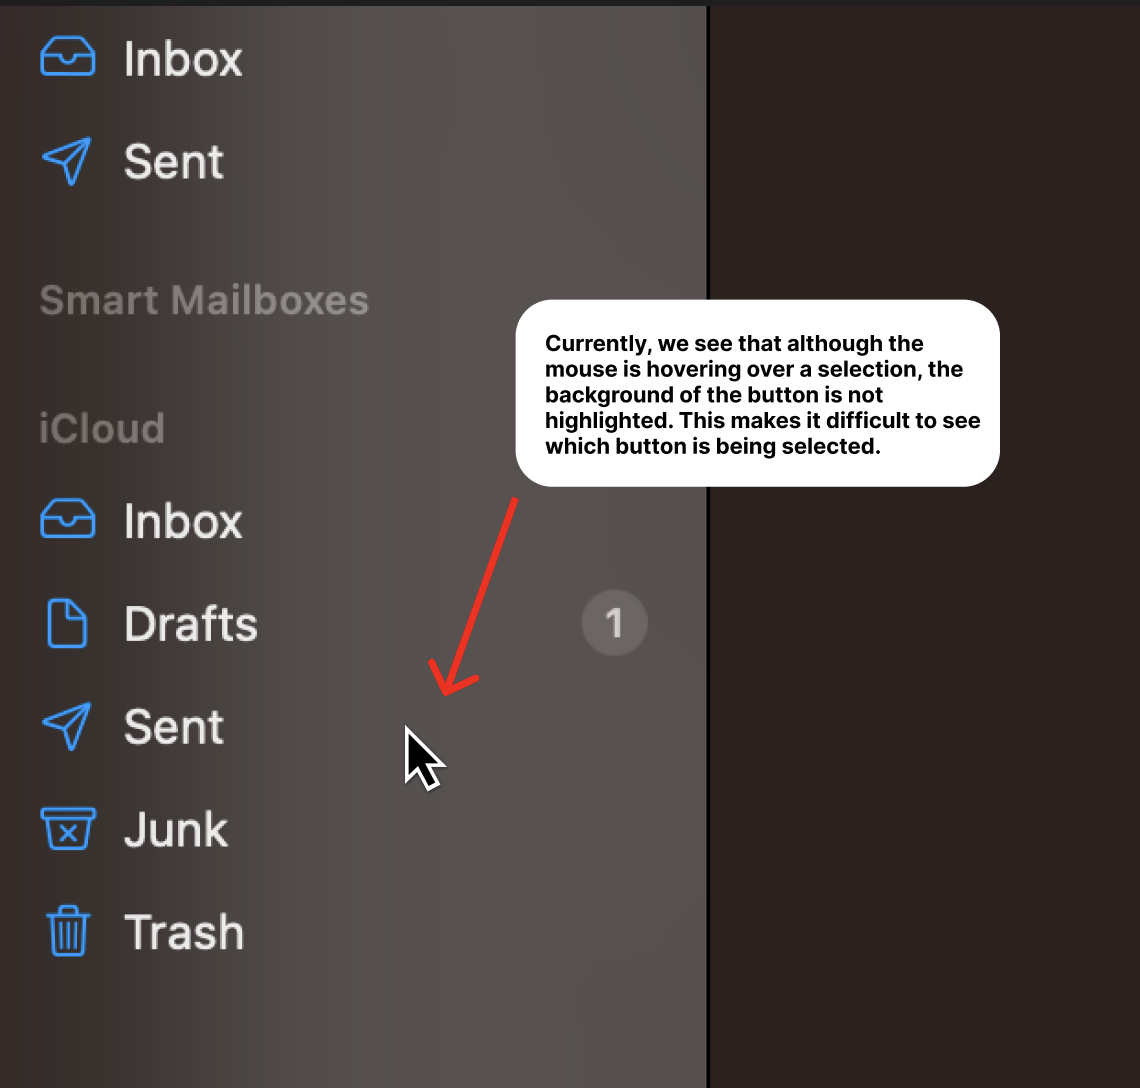 Inbox
Sent
Smart Mailboxes
Currently, we see that although the
mouse is hovering over a selection, the
background of the button is not
highlighted. This makes it difficult to see
which button is being selected.
iCloud
Inbox
Drafts 1
Sent
Junk
Trash